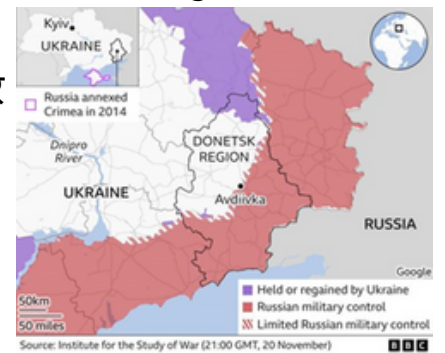 Kyiv
UKRAINE
Russia annexed
Crimea in 2014
Dnipro
River
DONETSK
REGION
Avdiivka
UKRAINE
RUSSIA
Google
Held or regained by Ukraine
Russian military control
Limited Russian military control
50km
50 miles
Source: Institute for the Study of War (21:00 GMT, 20 November)
BBC